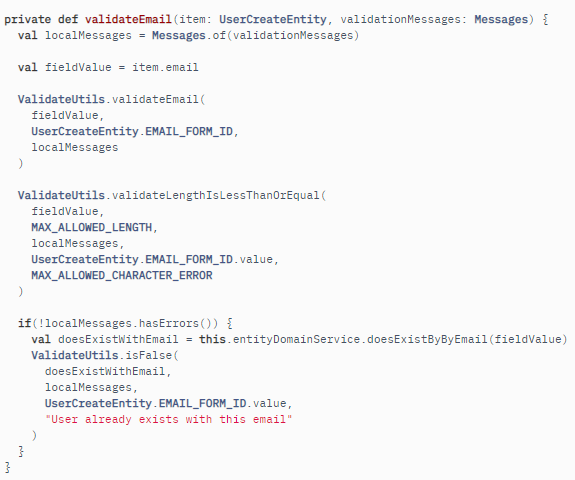 private def validateEmail(item: UserCreateEntity, validationMessages: Messages) {
  val localMessages = Messages.of(validationMessages)

  val fieldValue = item.email

  ValidateUtils.validateEmail(
    fieldValue,
    UserCreateEntity.EMAIL_FORM_ID,
    localMessages
  )

  ValidateUtils.validateLengthIsLessThanOrEqual(
    fieldValue,
    MAX_ALLOWED_LENGTH,
    localMessages,
    UserCreateEntity.EMAIL_FORM_ID.value,
    MAX_ALLOWED_CHARACTER_ERROR
  )

  if(!localMessages.hasErrors()) {
    val doesExistWithEmail = this.entityDomainService.doesExistByByEmail(fieldValue)
    ValidateUtils.isFalse(
      doesExistWithEmail,
      localMessages,
      UserCreateEntity.EMAIL_FORM_ID.value,
      "User already exists with this email"
    )
  }
}